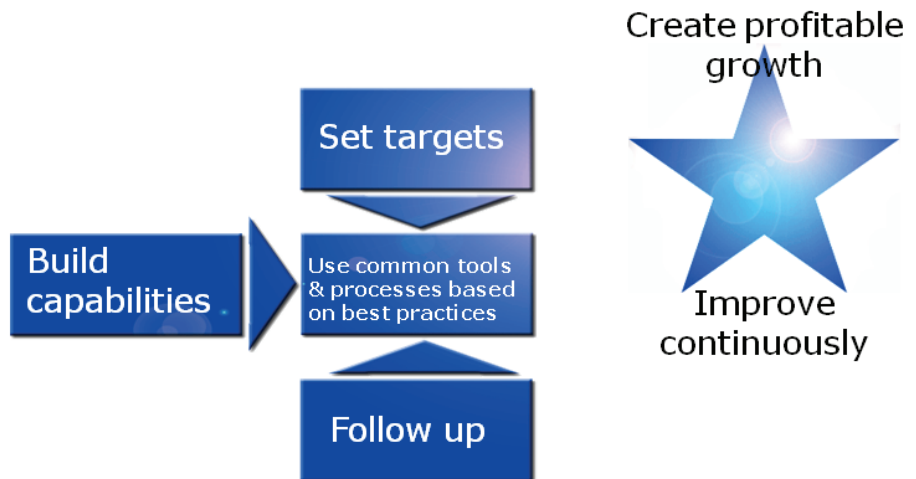 Create profitable
growth
Set targets
Build
capabilities
Use common tools
& processes based
on best practices
Improve
continuously
Follow up